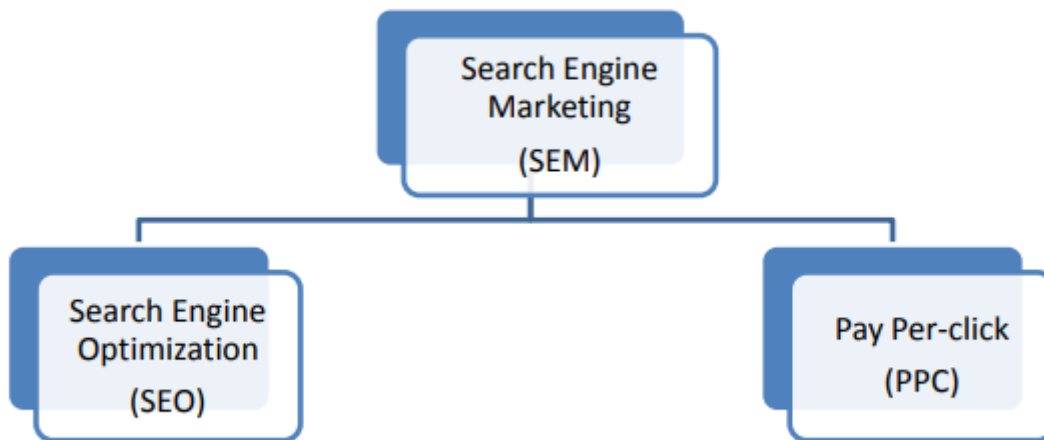 Search Engine
Marketing
(SEM)
Search Engine
Optimization
(SEO)
Pay Per-click
(PPC)